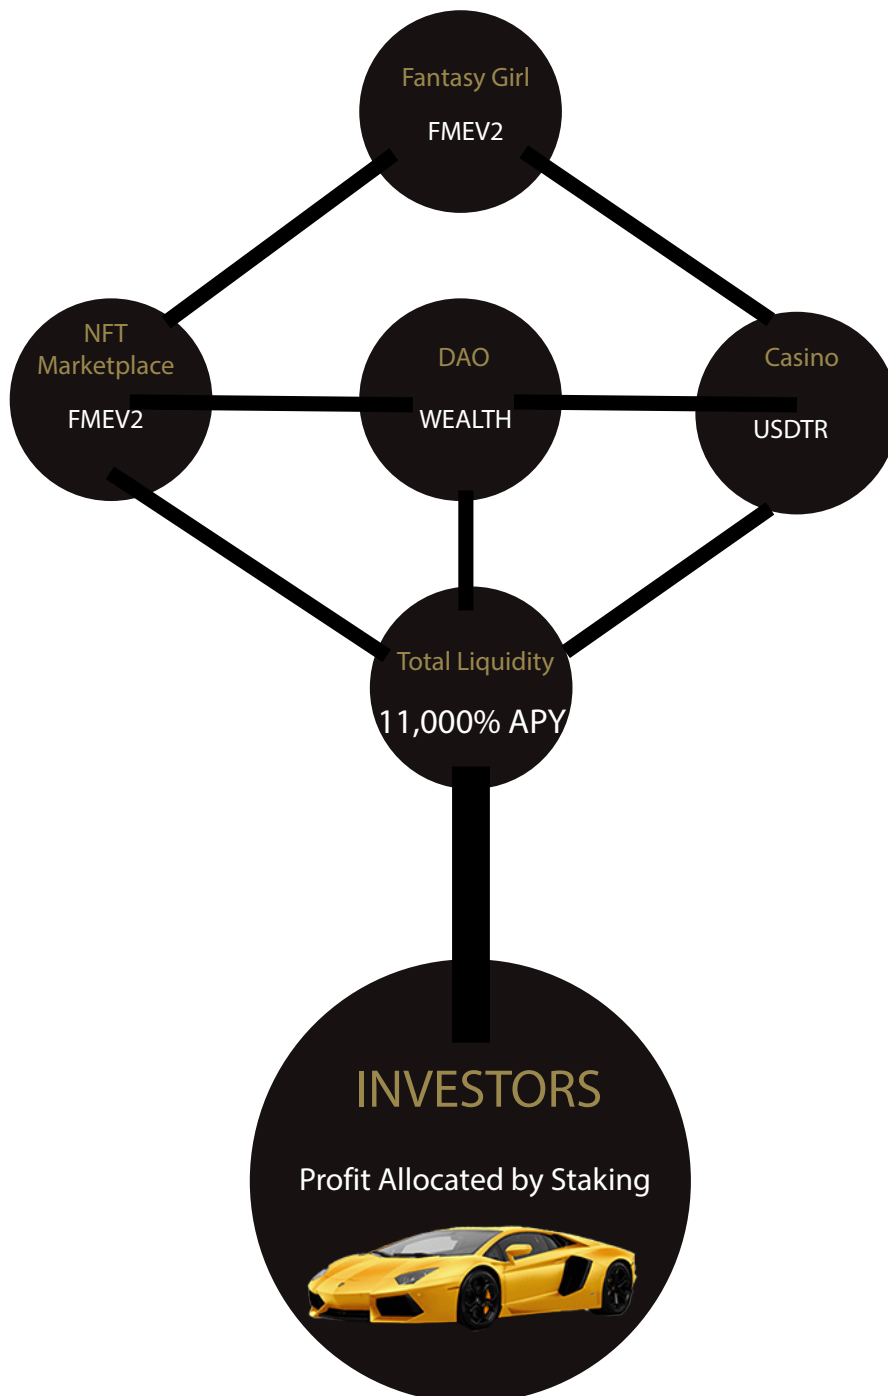 Fantasy Girl
FMEV2
NFT
Marketplace
FMEV2
DAO
WEALTH
Casino
USDTR
Total Liquidity
11,000% APY
INVESTORS
Profit Allocated by Staking